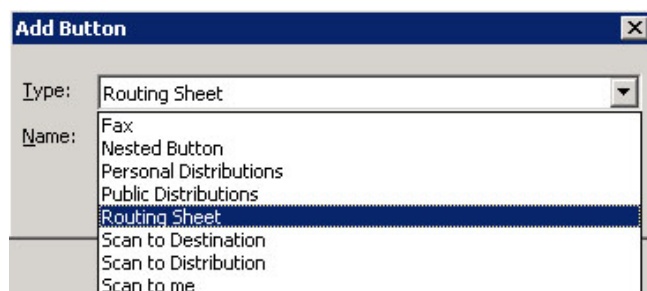 Add Button
Type:
Routing Sheet
Name:
Fax
Nested Button
Personal Distributions
Public Distributions
Routing Sheet
Scan to Destination
Scan to Distribution
Scan to me